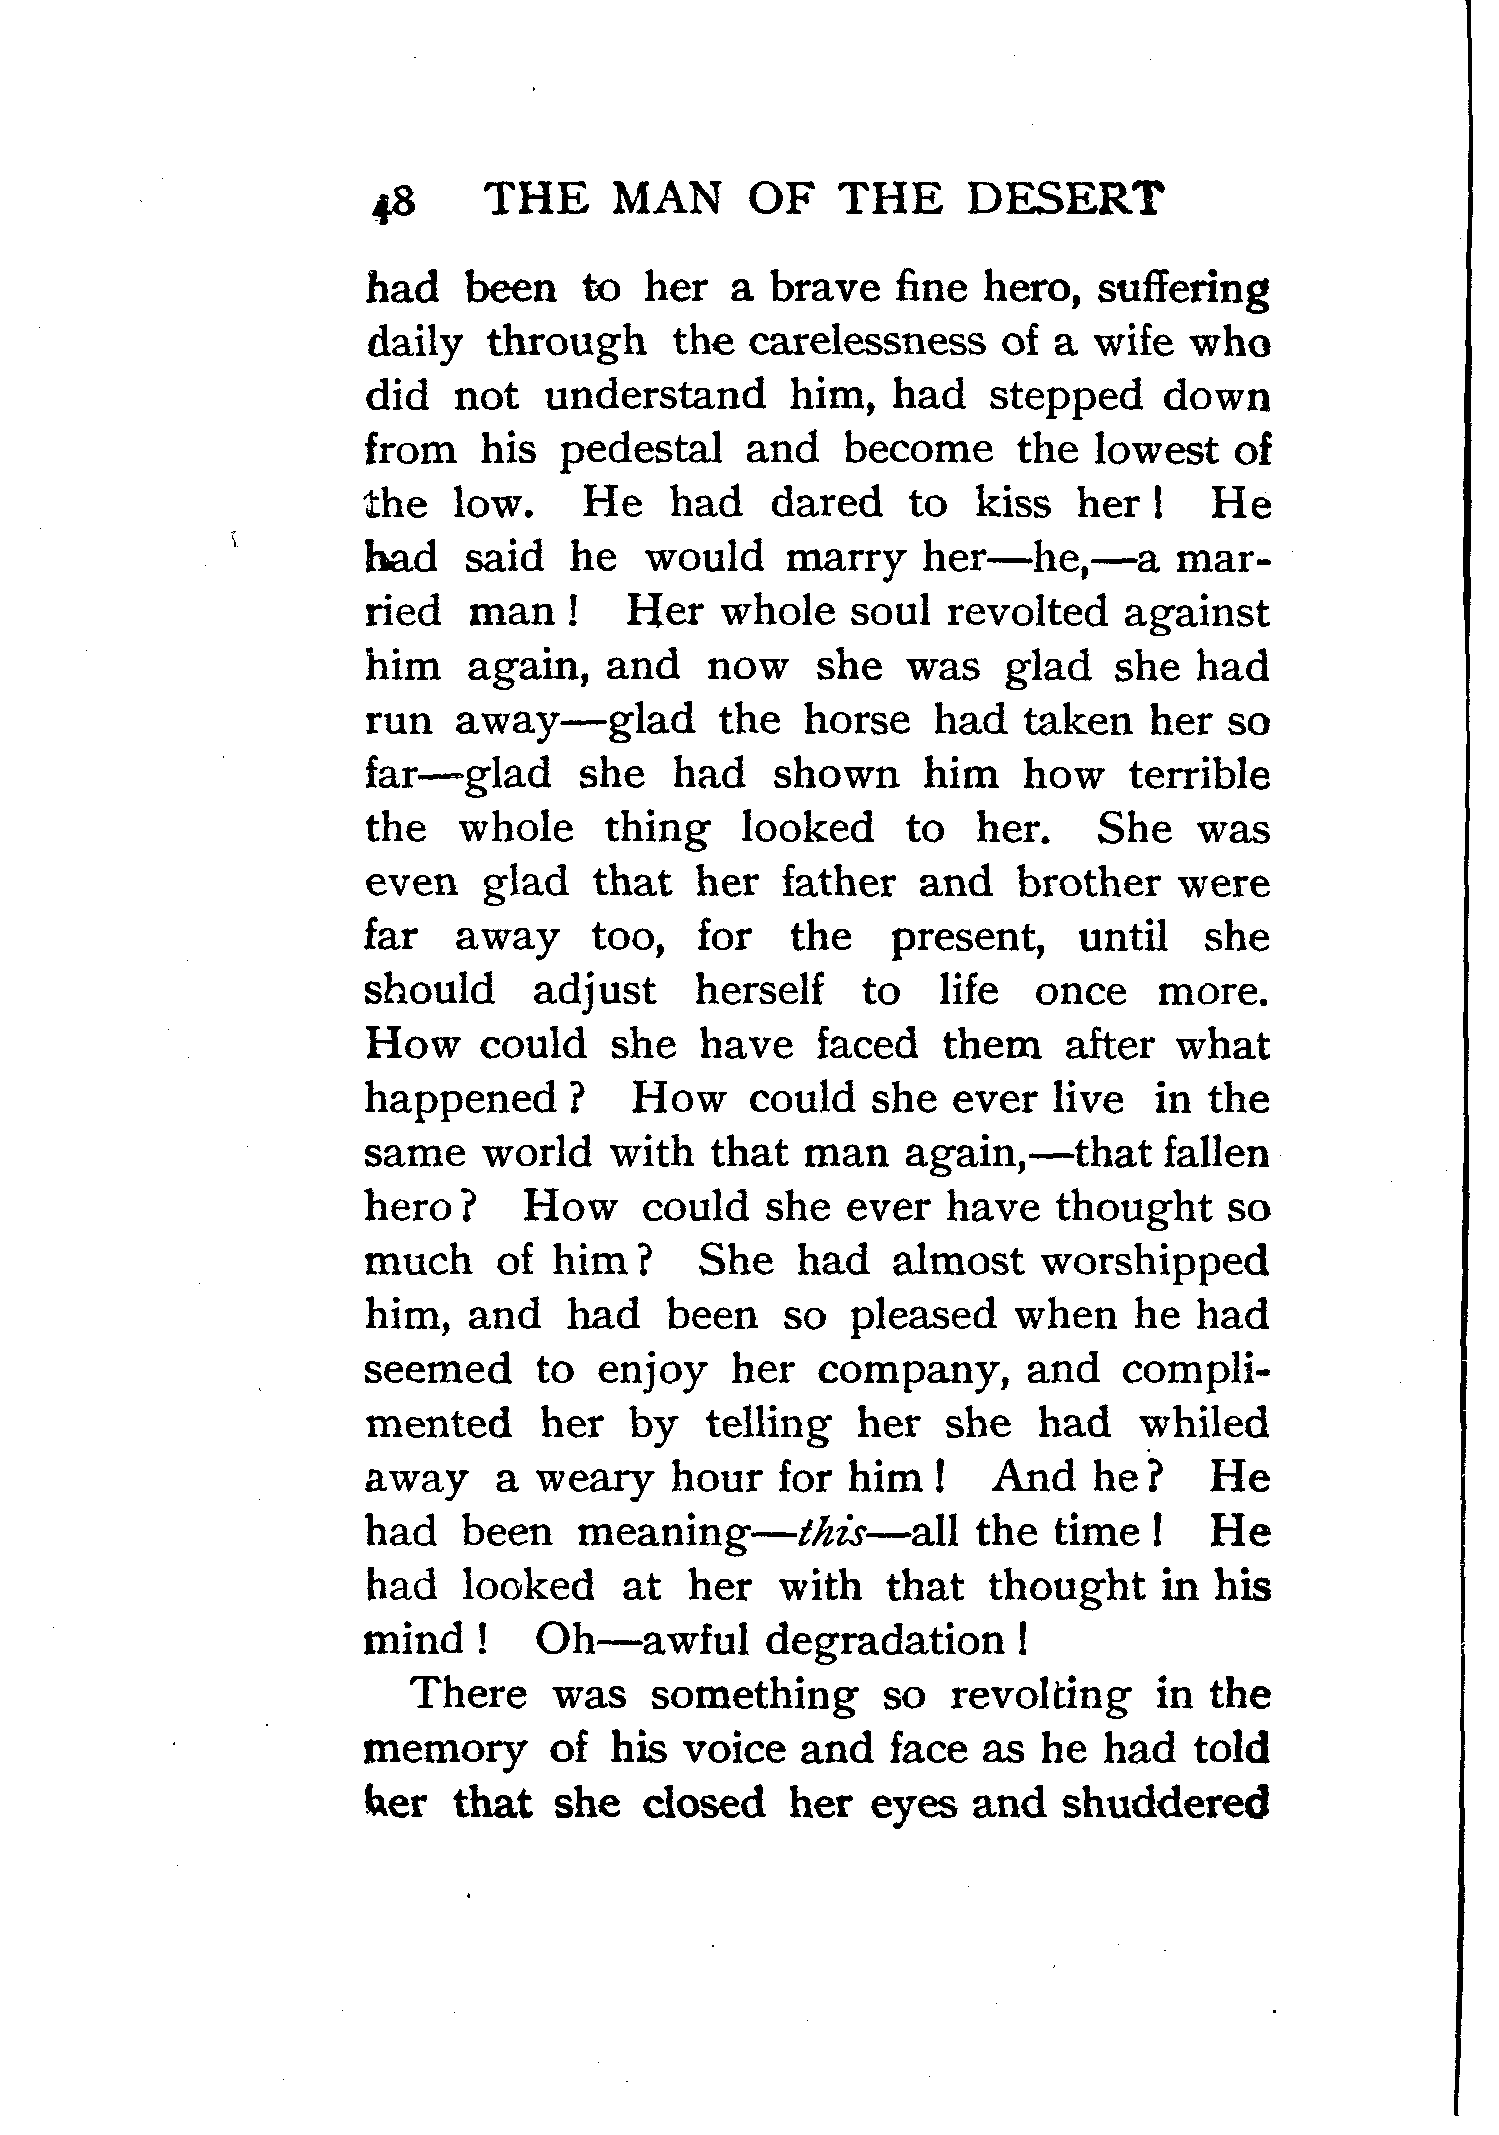 48 THE MAN OF THE DESERT
had been to her a brave fine hero, suffering
daily through the carelessness of a wife who
did not understand him, had stepped down
from his pedestal and become the lowest of
the low. He had dared to kiss her! He
had said he would marry her—he,—a mar-
ried man! Her whole soul revolted against
him again, and now she was glad she had
run away—glad the horse had taken her so
far—glad she had shown him how terrible
the whole thing looked to her. She was
even glad that her father and brother were
far away too, for the present, until she
should adjust herself to life once more.
How could she have faced them after what
happened? How could she ever live in the
same world with that man again,—that fallen
hero? How could she ever have thought so
much of him? She had almost worshipped
him, and had been so pleased when he had
seemed to enjoy her company, and compli-
mented her by telling her she had whiled
away a weary hour for him! And he? He
had been meaning—this—all the time! He
had looked at her with that thought in his
mind! Oh—awful degradation!
There was something so revolting in the
memory of his voice and face as he had told
her that she closed her eyes and shuddered